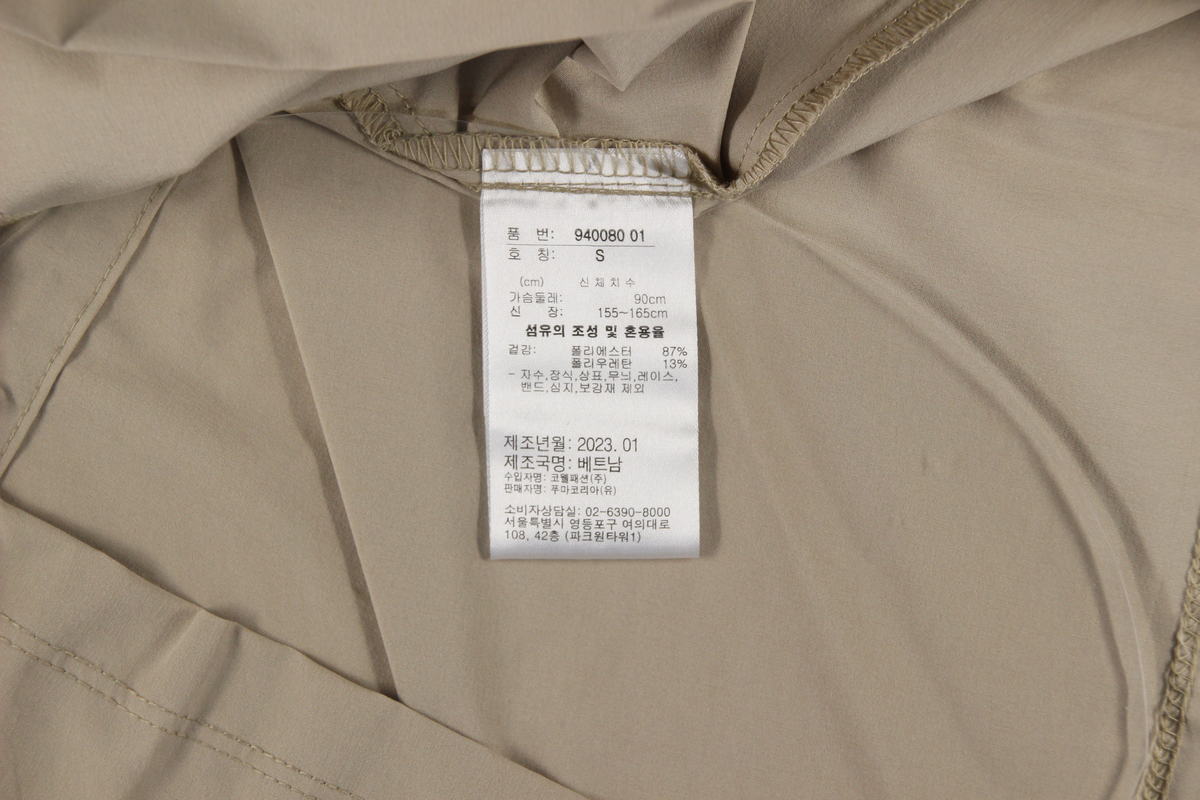 품 번: 940080 01
호 칭: S
(cm) 신체치수
가슴둘레: 90cm
신 장: 155~165cm
섬유의 조성 및 혼용율
겉감: 폴리에스터 87%
폴리우레탄 13%
- 자수,장식,상표,무늬,레이스,
밴드,심지,보강재 제외
제조년월: 2023. 01
제조국명: 베트남
수입자명: 코웰패션(주)
판매자명: 푸마코리아(유)
소비자상담실: 02-6390-8000
서울특별시 영등포구 여의대로
108, 42층 (파크원타워1)